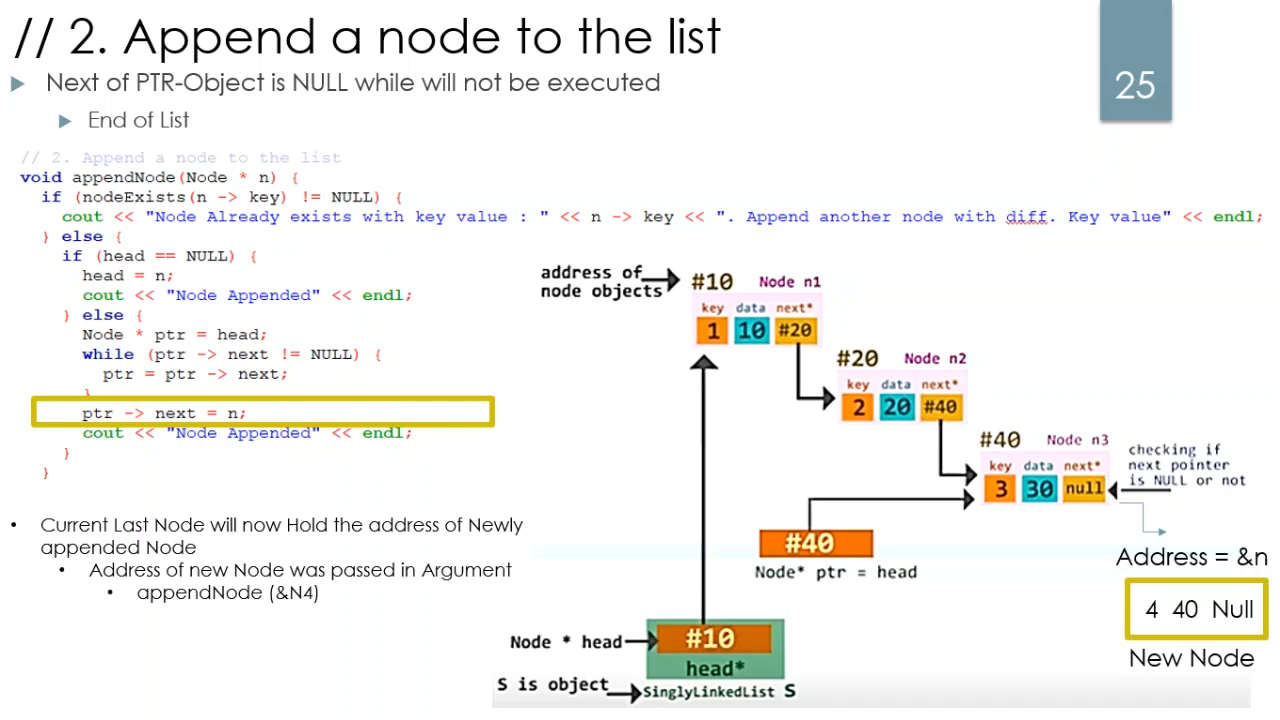 // 2. Append a node to the list
25
Next of PTR-Object is NULL while will not be executed
End of List
// 2. Append a node to the list
void appendNode(Node * n) {
if (nodeExists(n -> key) != NULL) {
cout << "Node Already exists with key value : " << n -> key << ". Append another node with diff. Key value" << endl;
} else {
if (head == NULL) {
head = n;
cout << "Node Appended" << endl;
} else {
Node * ptr = head;
while (ptr -> next != NULL) {
ptr = ptr -> next;
}
ptr -> next = n;
cout << "Node Appended" << endl;
}
}
Current Last Node will now Hold the address of Newly
appended Node
Address of new Node was passed in Argument
appendNode (&N4)
address of
node objects
#10 Node n1
key data next*
1 10 #20
#20 Node n2
key data next*
2 20 #40
#40 Node n3
key data next*
3 30 null
checking if
next pointer
is NULL or not
#40
Node* ptr = head
Address = &n
4 40 Null
New Node
Node * head
#10
head*
S is object
SinglyLinkedList S